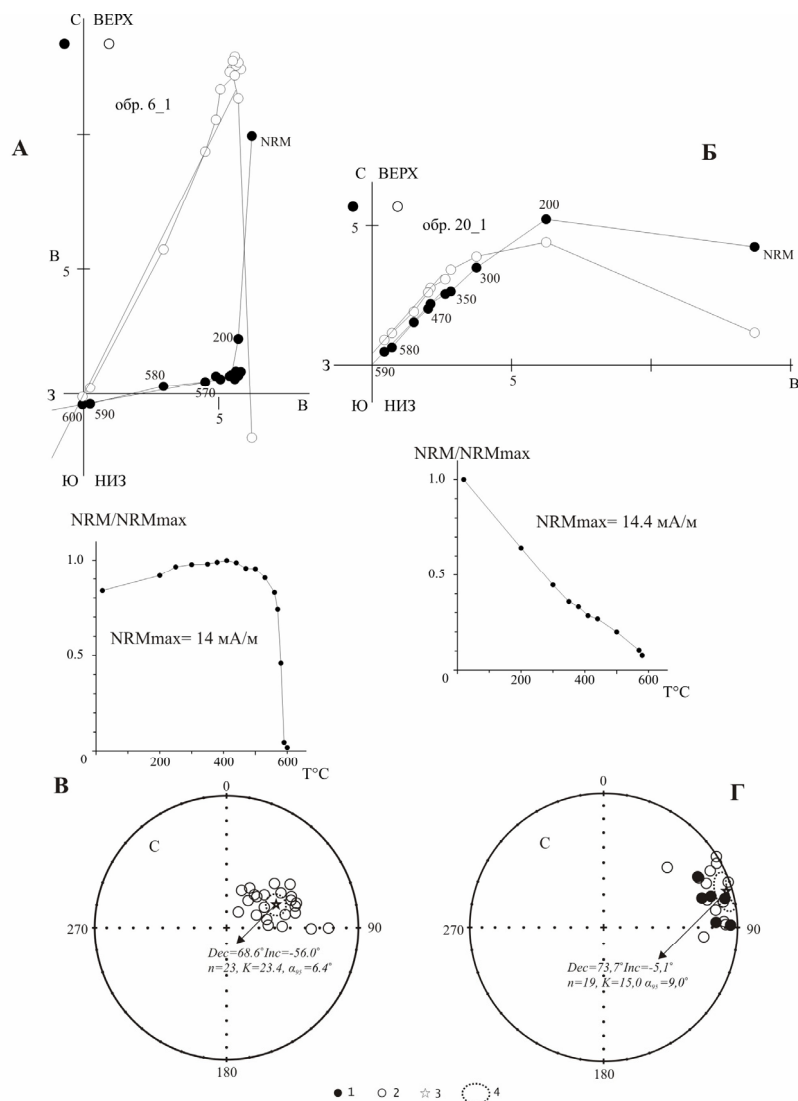 С ВЕРХ
обр. 6_1
А
NRM
В
5
200
580
570
З
В
600
590
5
Ю НИЗ
Б
С ВЕРХ
5
обр. 20_1
200
NRM
300
350
470
580
590
З
5
В
Ю НИЗ
NRM/NRMmax
1.0
NRMmax= 14 мА/м
0.5
0
200
400
600
T°C
NRM/NRMmax
1.0
NRMmax= 14.4 мА/м
0.5
0
200
400
600
T°C
В
0
С
270
90
Dec=68.6°Inc=-56.0°
n=23, K=23.4, α₉₅=6.4°
180
Г
0
С
270
90
Dec=73,7°Inc=-5,1°
n=19, K=15,0 α₉₅=9,0°
180
1 2 3 4